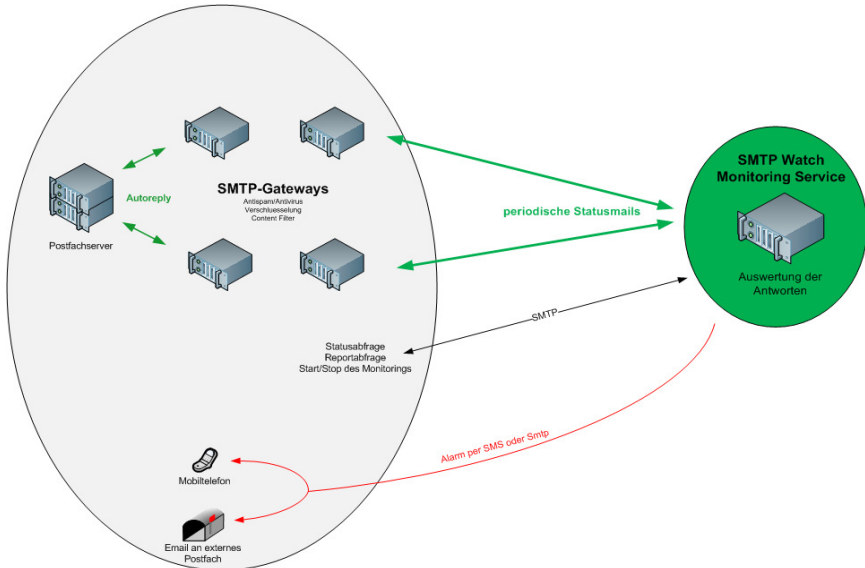 SMTP Watch
Monitoring Service
Auswertung der
Antworten
SMTP-Gateways
Antispam/Antivirus
Verschluesselung
Content Filter
Autoreply
Postfachserver
periodische Statusmails
SMTP
Statusabfrage
Reportabfrage
Start/Stop des Monitorings
Alarm per SMS oder Smtp
Mobiltelefon
Email an externes
Postfach